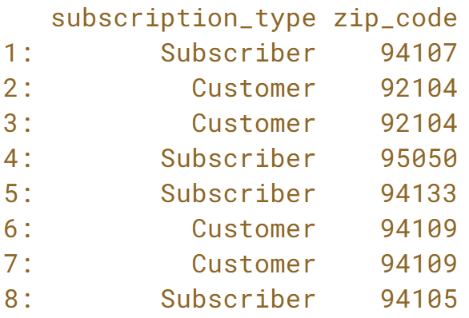 subscription_type zip_code
1: Subscriber 94107
2: Customer 92104
3: Customer 92104
4: Subscriber 95050
5: Subscriber 94133
6: Customer 94109
7: Customer 94109
8: Subscriber 94105